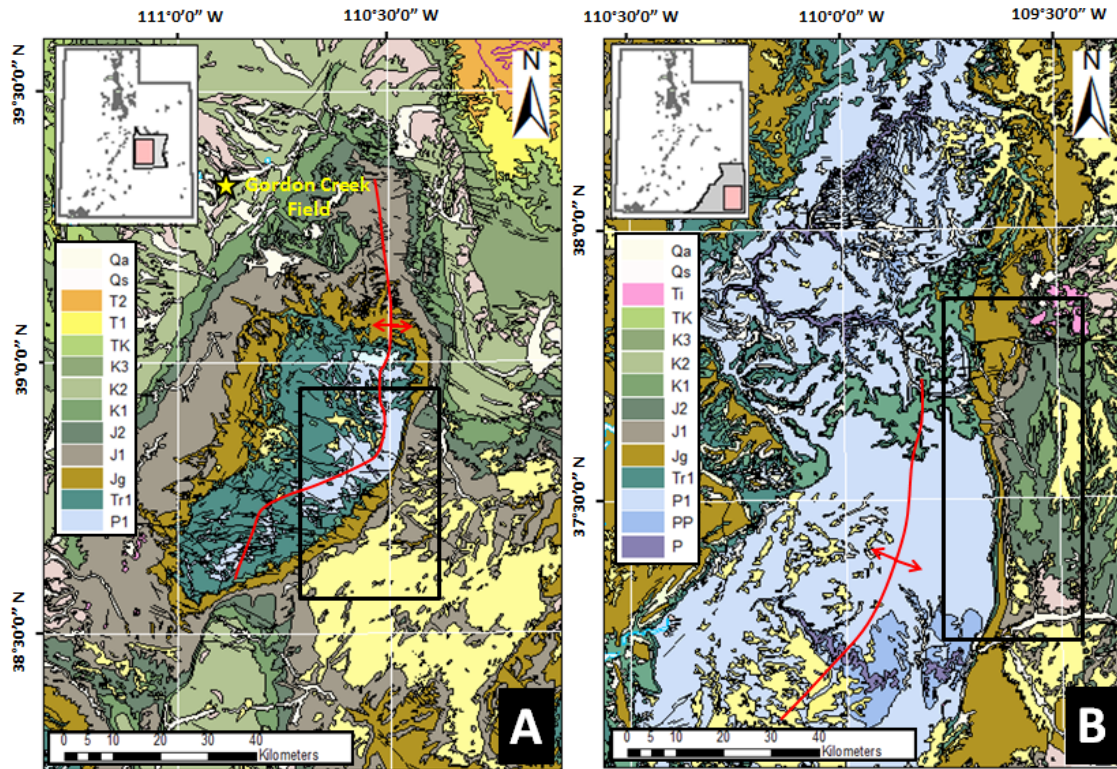 111°0'0" W
110°30'0" W
39°30'0" N
39°0'0" N
38°30'0" N
N
Gordon Creek
Field
Qa
Qs
T2
T1
TK
K3
K2
K1
J2
J1
Jg
Tr1
P1
0 5 10 20 30 40
Kilometers
A
110°30'0" W
110°0'0" W
109°30'0" W
38°0'0" N
37°30'0" N
N
Qa
Qs
Ti
TK
K3
K2
K1
J2
J1
Jg
Tr1
P1
PP
P
0 5 10 20 30 40
Kilometers
B